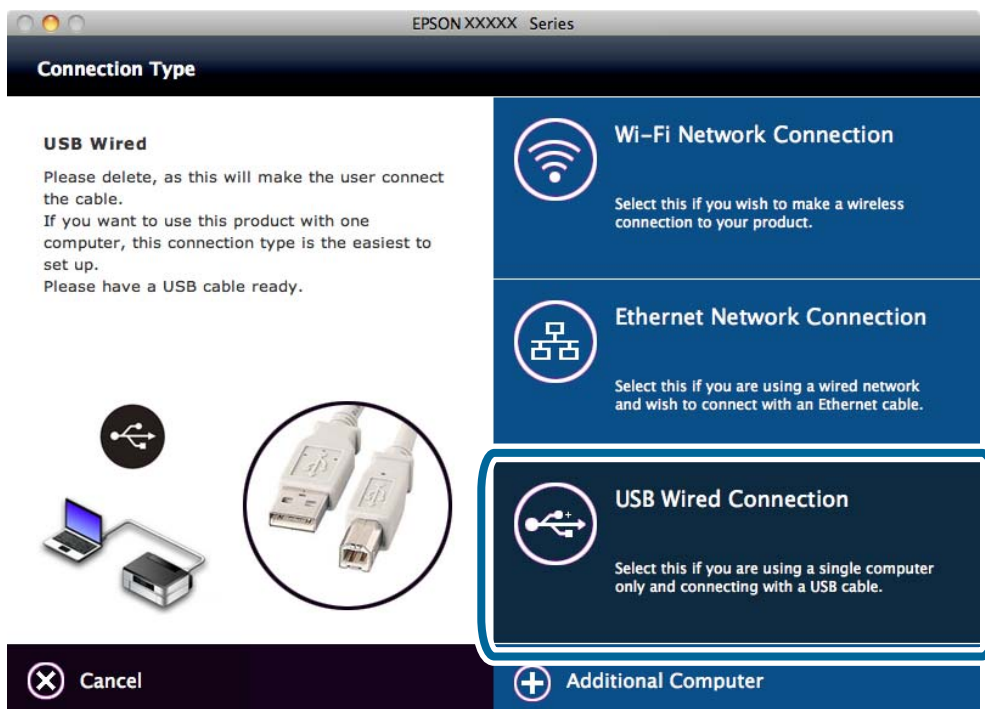 EPSON XXXXX Series
Connection Type
USB Wired
Please delete, as this will make the user connect
the cable.
If you want to use this product with one
computer, this connection type is the easiest to
set up.
Please have a USB cable ready.
Wi-Fi Network Connection
Select this if you wish to make a wireless
connection to your product.
Ethernet Network Connection
Select this if you are using a wired network
and wish to connect with an Ethernet cable.
USB Wired Connection
Select this if you are using a single computer
only and connecting with a USB cable.
Cancel
Additional Computer